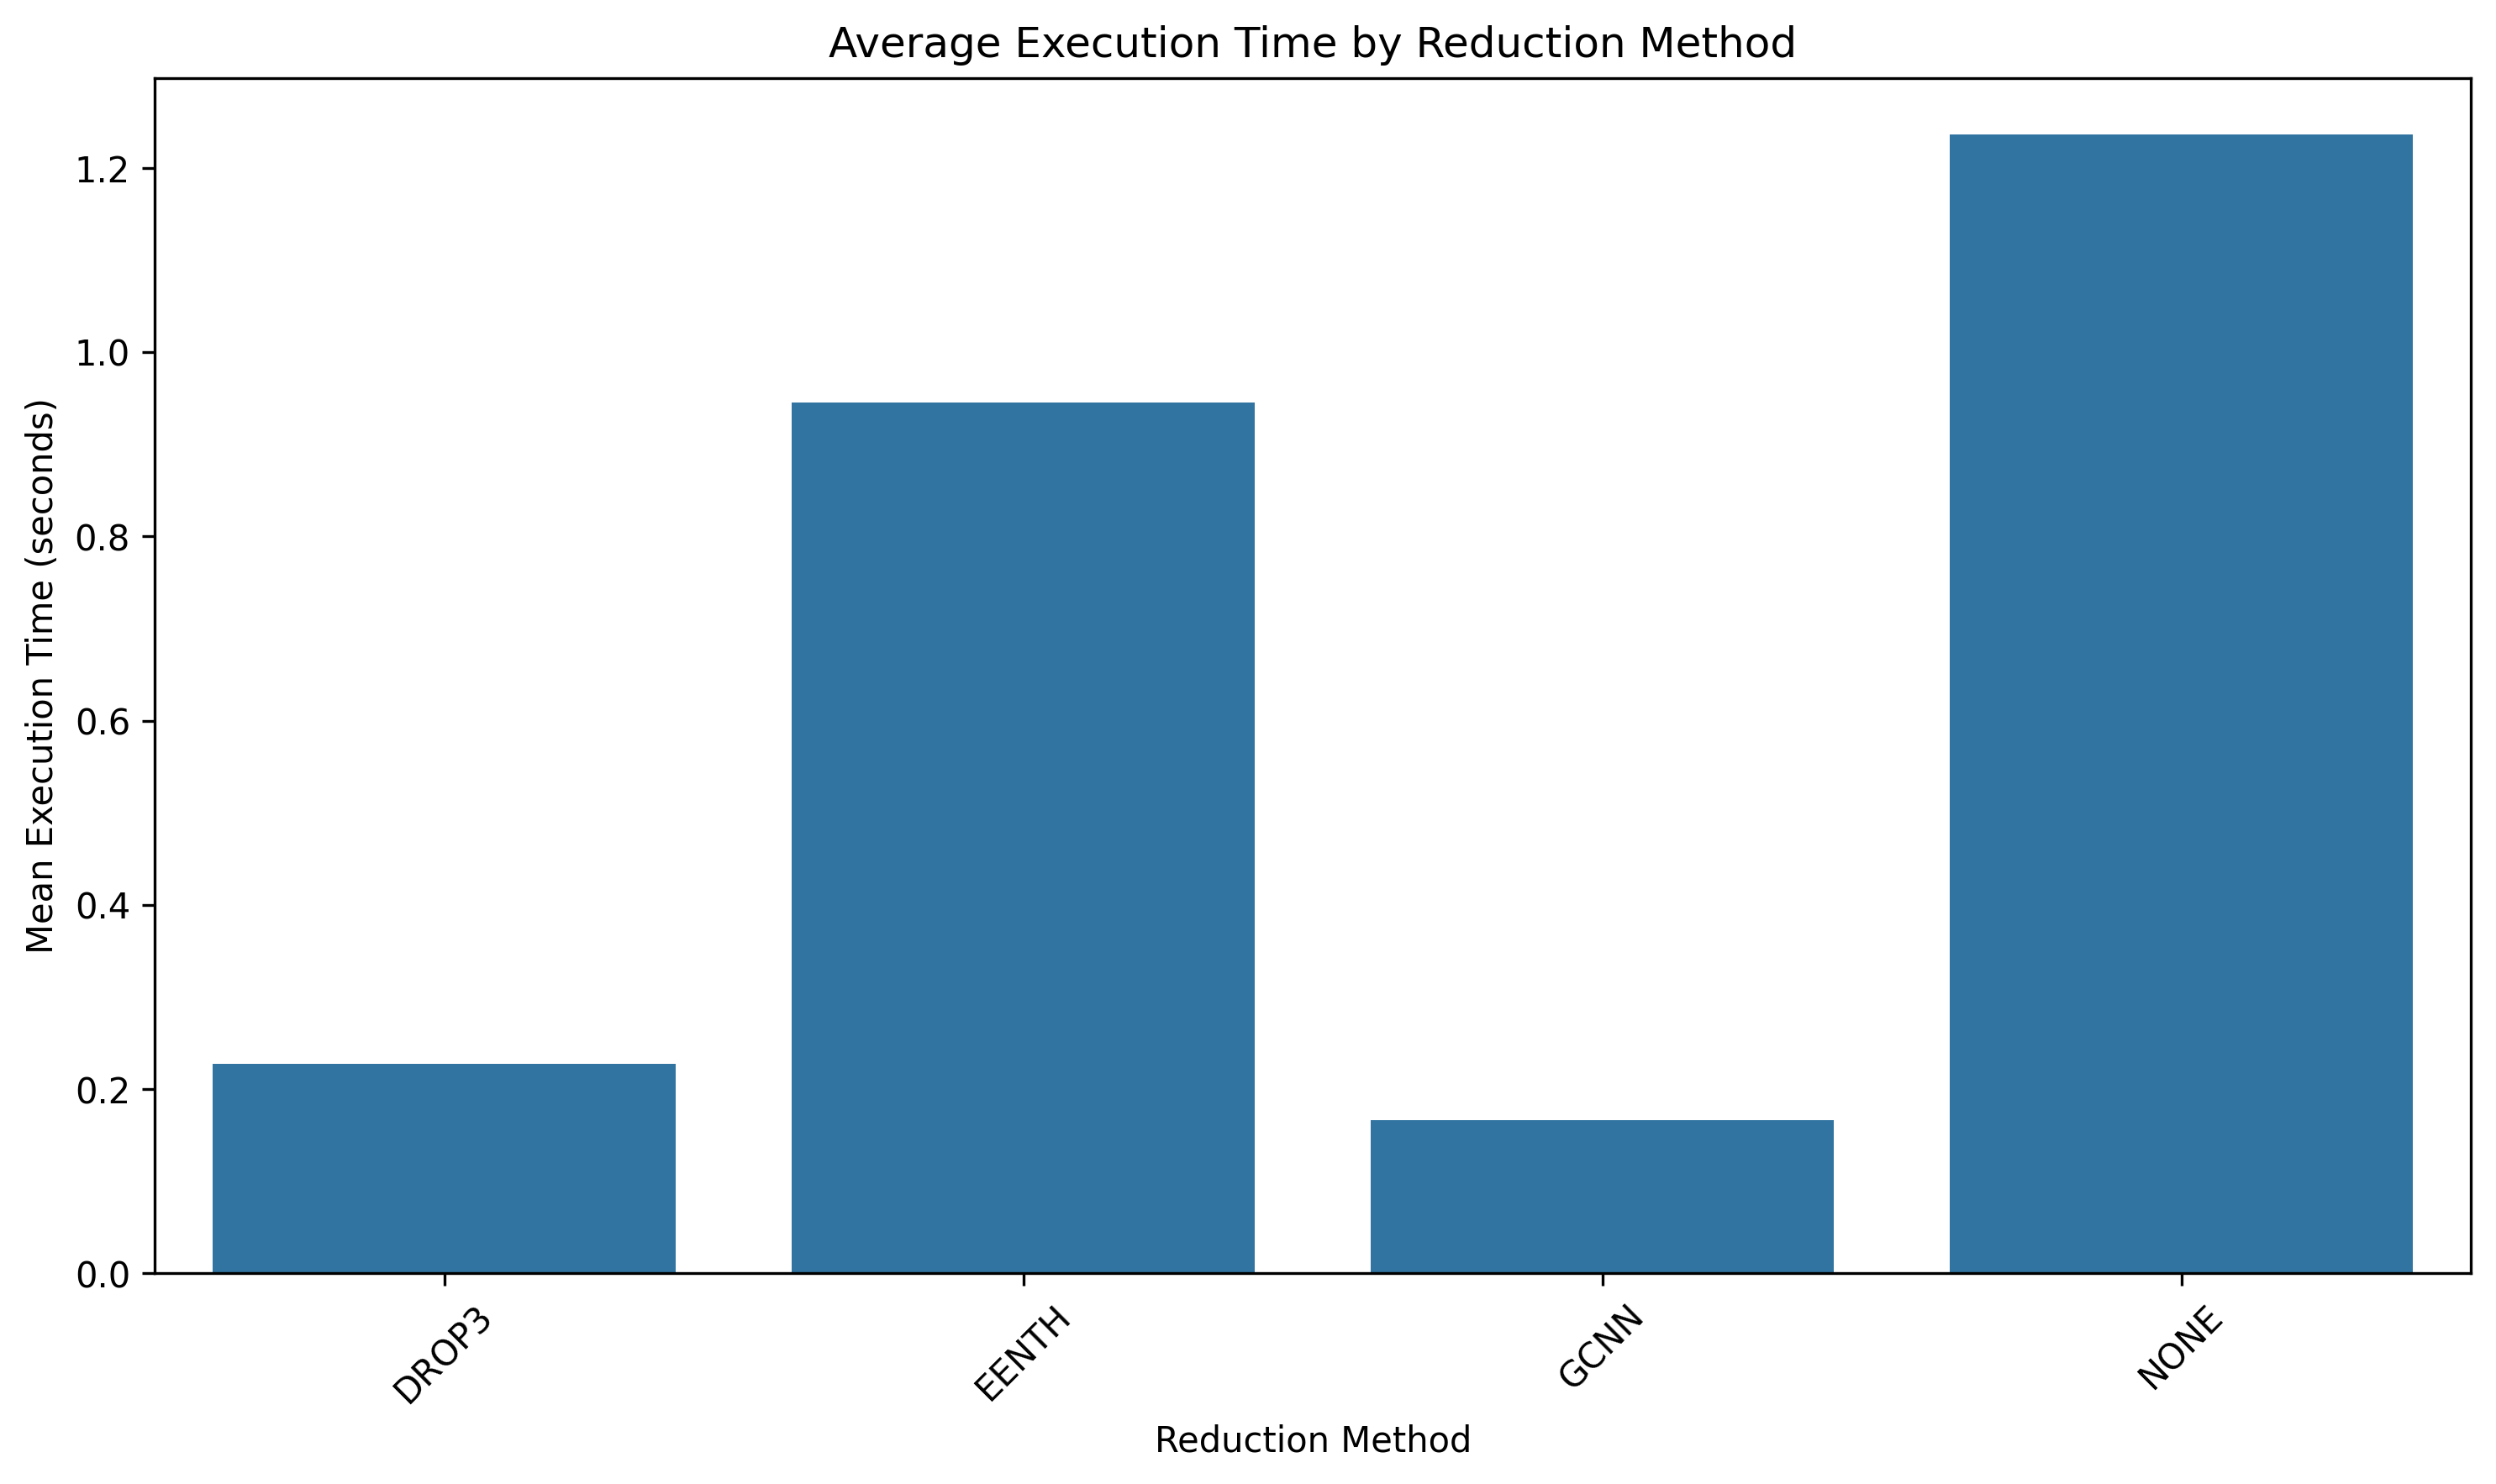 Average Execution Time by Reduction Method
Mean Execution Time (seconds)
1.2
1.0
0.8
0.6
0.4
0.2
0.0
DROP3
EENTH
GCNN
NONE
Reduction Method